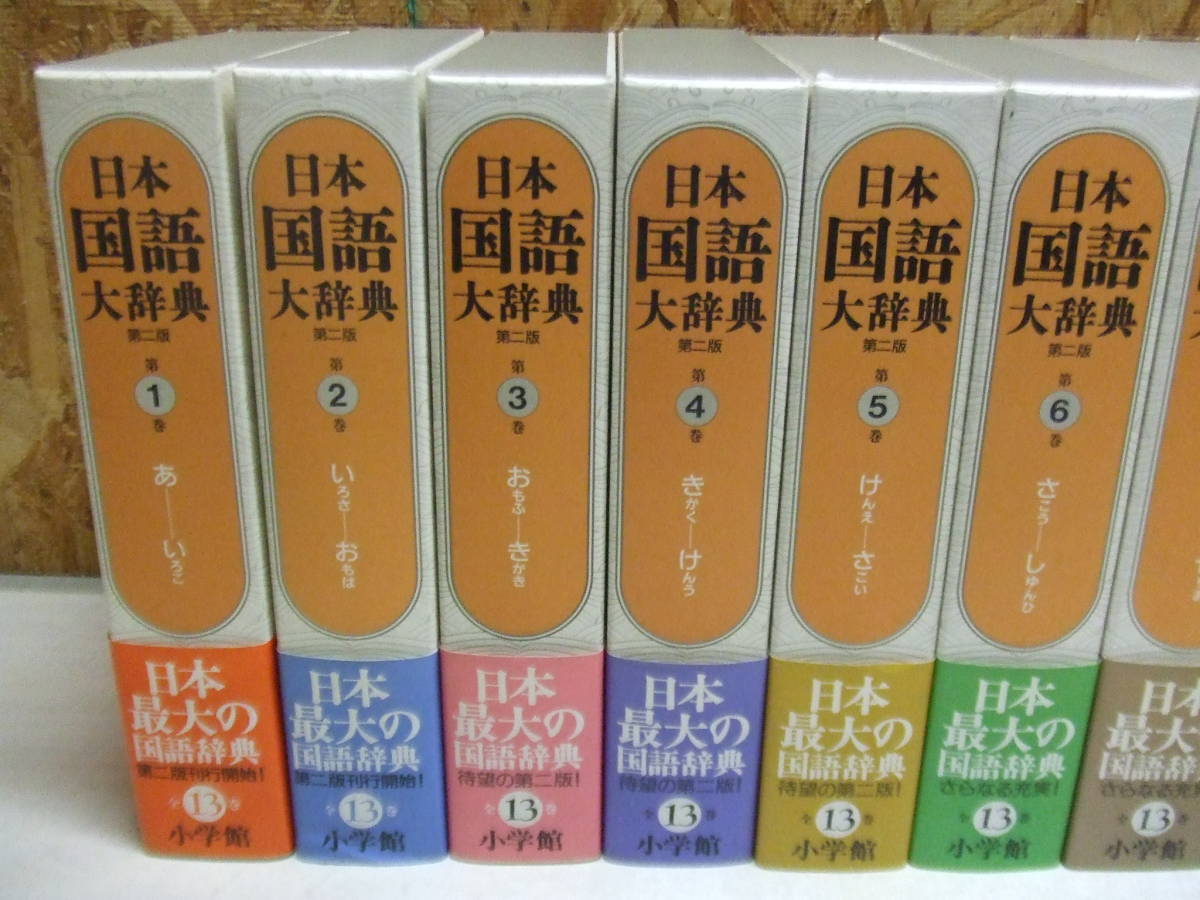 日本
国語
大辞典
第二版
第
1
巻
あ――いろこ
日本
最大の
国語辞典
第二版刊行開始!
全13巻
小学館
日本
国語
大辞典
第二版
第
2
巻
いろさ――おもは
日本
最大の
国語辞典
第二版刊行開始!
全13巻
小学館
日本
国語
大辞典
第二版
第
3
巻
おもふ――きかき
日本
最大の
国語辞典
待望の第二版!
全13巻
小学館
日本
国語
大辞典
第二版
第
4
巻
きかく――けんう
日本
最大の
国語辞典
待望の第二版!
全13巻
小学館
日本
国語
大辞典
第二版
第
5
巻
けんえ――さこい
日本
最大の
国語辞典
待望の第二版!
全13巻
小学館
日本
国語
大辞典
第二版
第
6
巻
さこう――しゅんひ
日本
最大の
国語辞典
さらなる充実!
全13巻
小学館
日本
最大
国語辞
さらなる充
全13巻
小学館